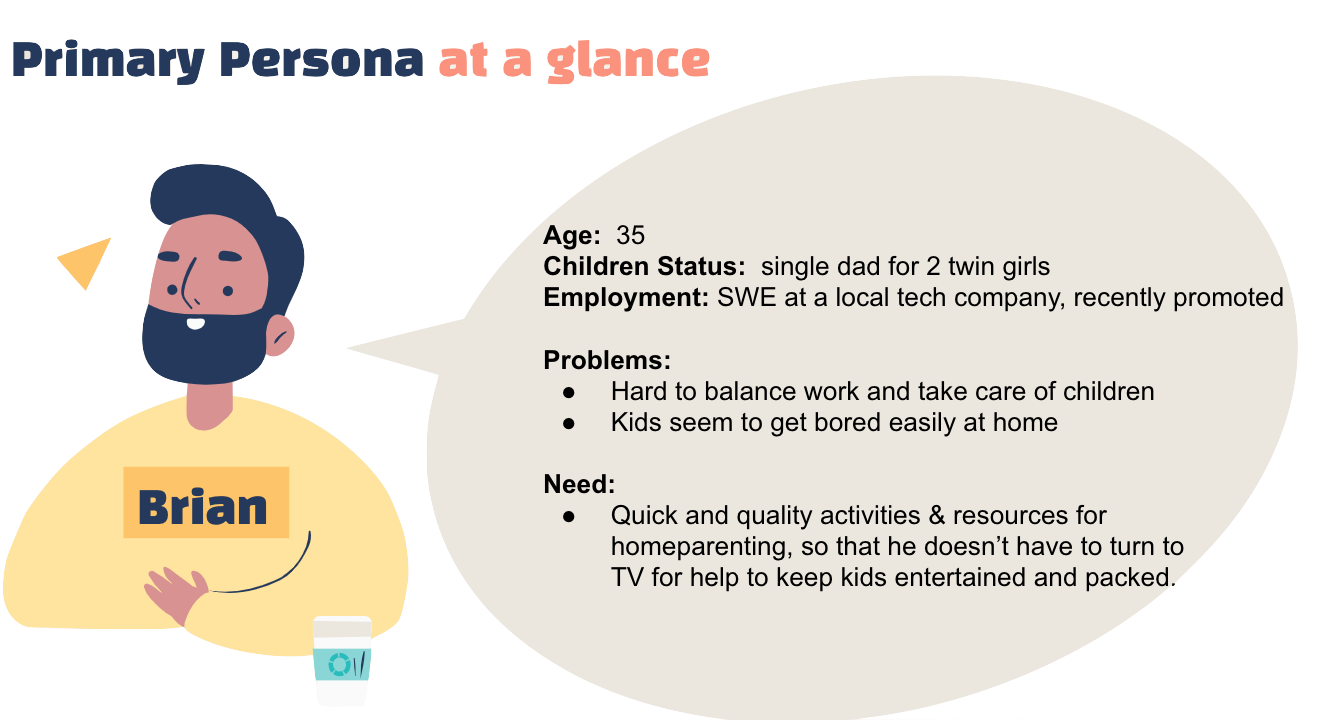 Primary Persona at a glance
Age: 35
Children Status: single dad for 2 twin girls
Employment: SWE at a local tech company, recently promoted
Problems:
● Hard to balance work and take care of children
● Kids seem to get bored easily at home
Need:
● Quick and quality activities & resources for
homeparenting, so that he doesn’t have to turn to
TV for help to keep kids entertained and packed.
Brian